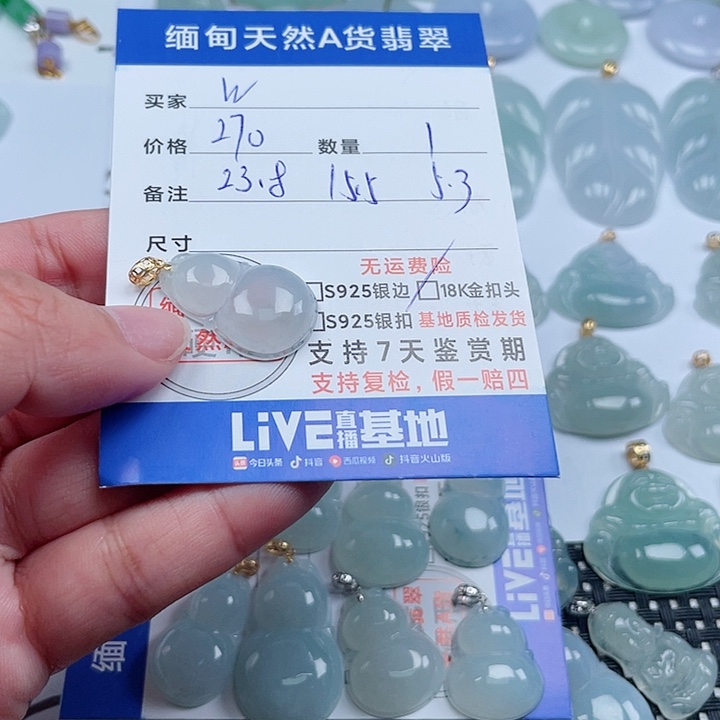 缅甸天然A货翡翠
买家 W
价格 270 数量 1
备注 23.8 15.5 5.3
尺寸
无运费险
S925银边 18K金扣头
S925银扣 基地质检发货
支持7天鉴赏期
支持复检，假一赔四
LiVE直播基地
头条 今日头条 抖音 西瓜视频 抖音火山版
LiVE
缅